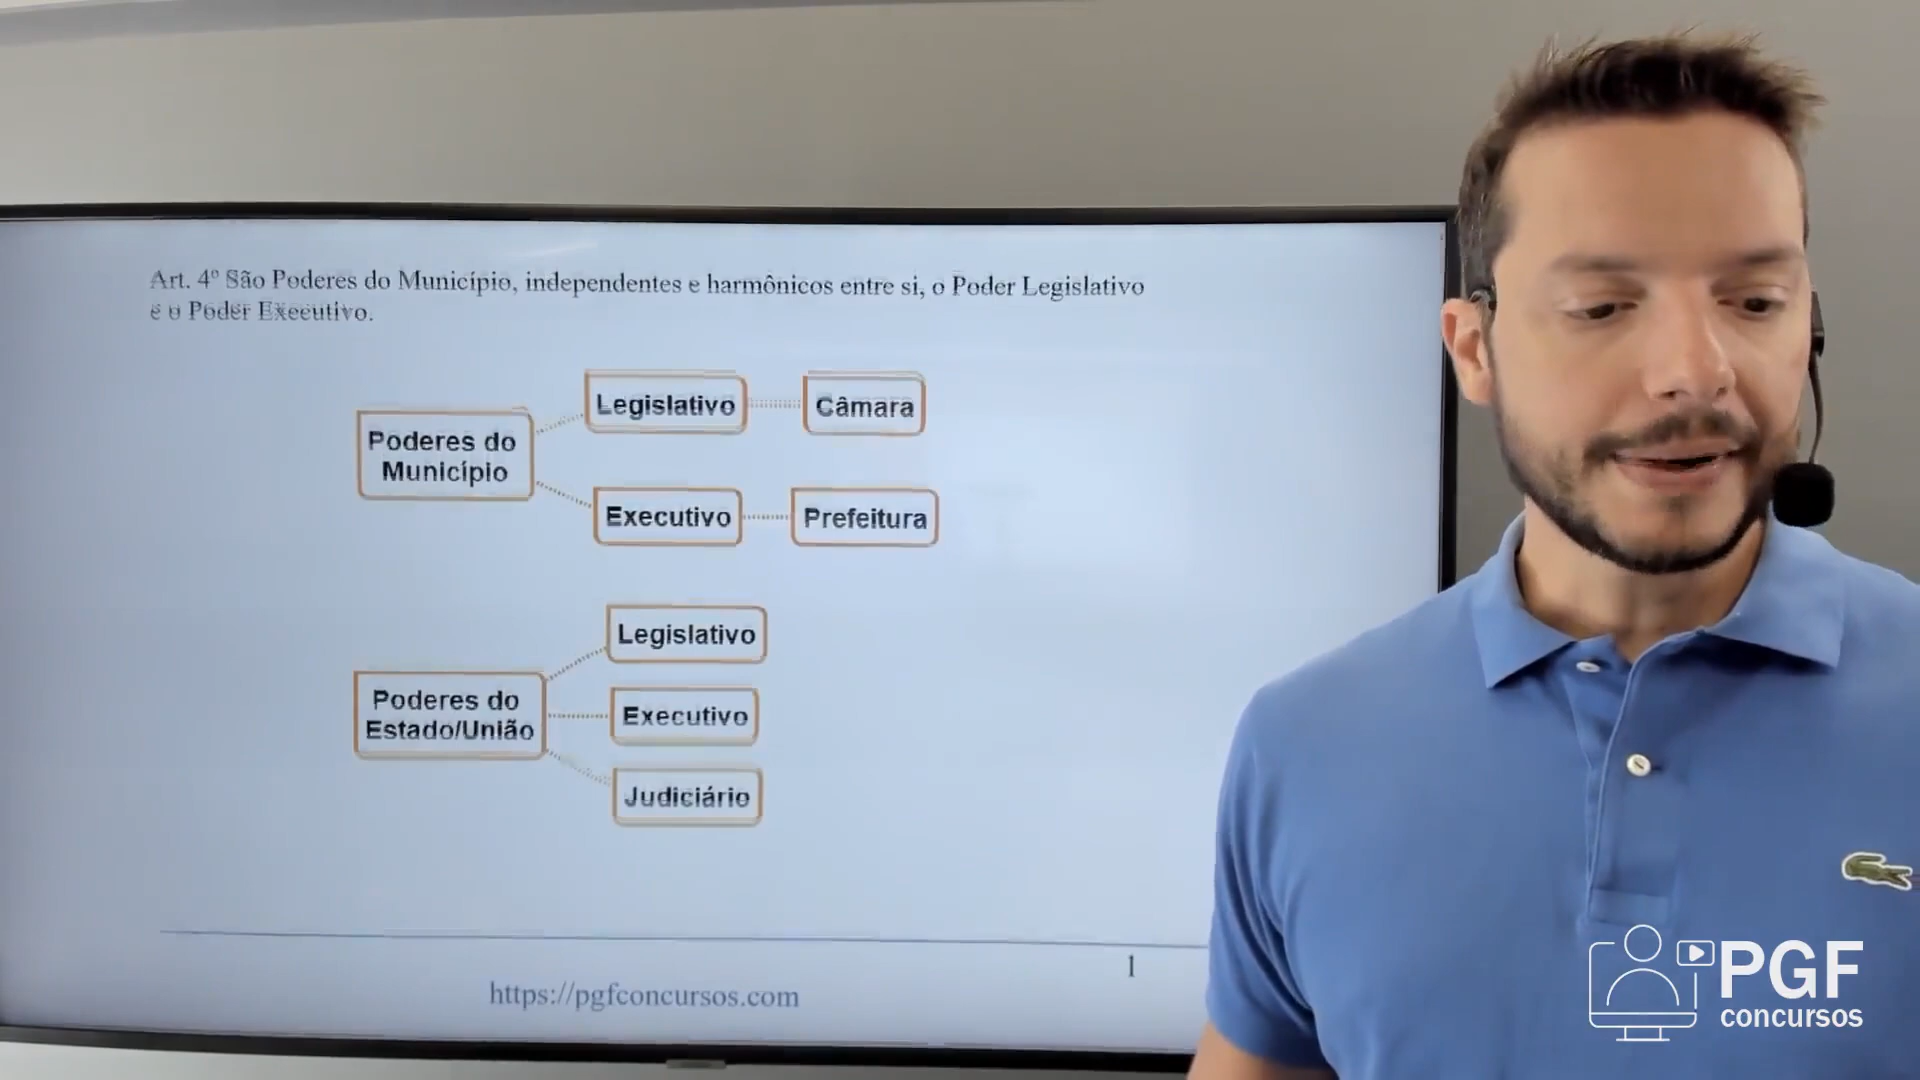 Art. 4º São Poderes do Município, independentes e harmônicos entre si, o Poder Legislativo
e o Poder Executivo.
Legislativo
Câmara
Poderes do
Município
Executivo
Prefeitura
Legislativo
Poderes do
Estado/União
Executivo
Judiciário
1
https://pgfconcursos.com
PGF
concursos